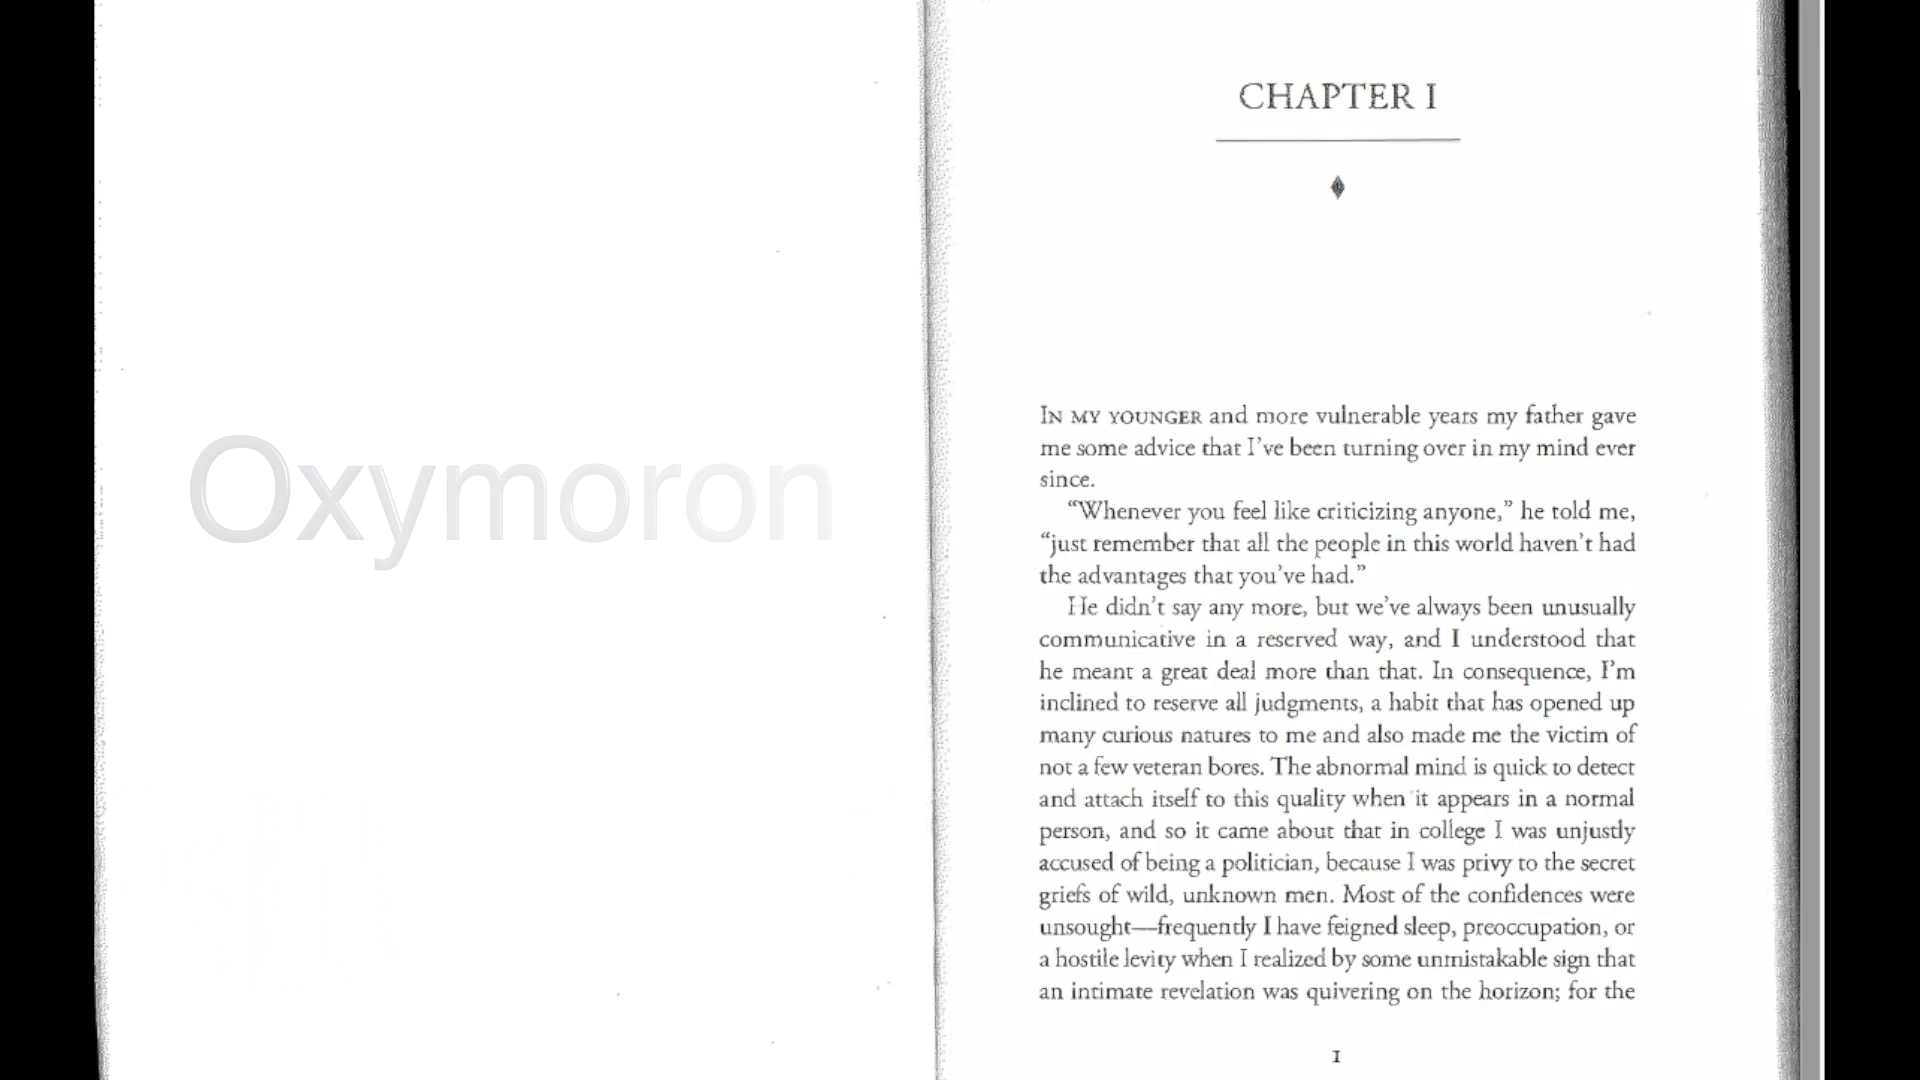 Oxymoron
CHAPTER I
IN MY YOUNGER and more vulnerable years my father gave
me some advice that I've been turning over in my mind ever
since.
“Whenever you feel like criticizing anyone,” he told me,
“just remember that all the people in this world haven't had
the advantages that you've had.”
He didn't say any more, but we've always been unusually
communicative in a reserved way, and I understood that
he meant a great deal more than that. In consequence, I'm
inclined to reserve all judgments, a habit that has opened up
many curious natures to me and also made me the victim of
not a few veteran bores. The abnormal mind is quick to detect
and attach itself to this quality when it appears in a normal
person, and so it came about that in college I was unjustly
accused of being a politician, because I was privy to the secret
griefs of wild, unknown men. Most of the confidences were
unsought—frequently I have feigned sleep, preoccupation, or
a hostile levity when I realized by some unmistakable sign that
an intimate revelation was quivering on the horizon; for the
I